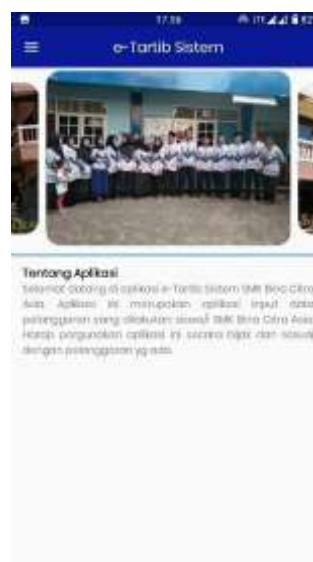 17.56
e-Tartib Sistem
Tentang Aplikasi
Selamat datang di aplikasi e-Tartib Sistem SMK Bina Citra
Asia. Aplikasi ini merupakan aplikasi input data
pelanggaran yang dilakukan siswa/i SMK Bina Citra Asia.
Harap pergunakan aplikasi ini secara bijak dan sesuai
dengan pelanggaran yg ada.